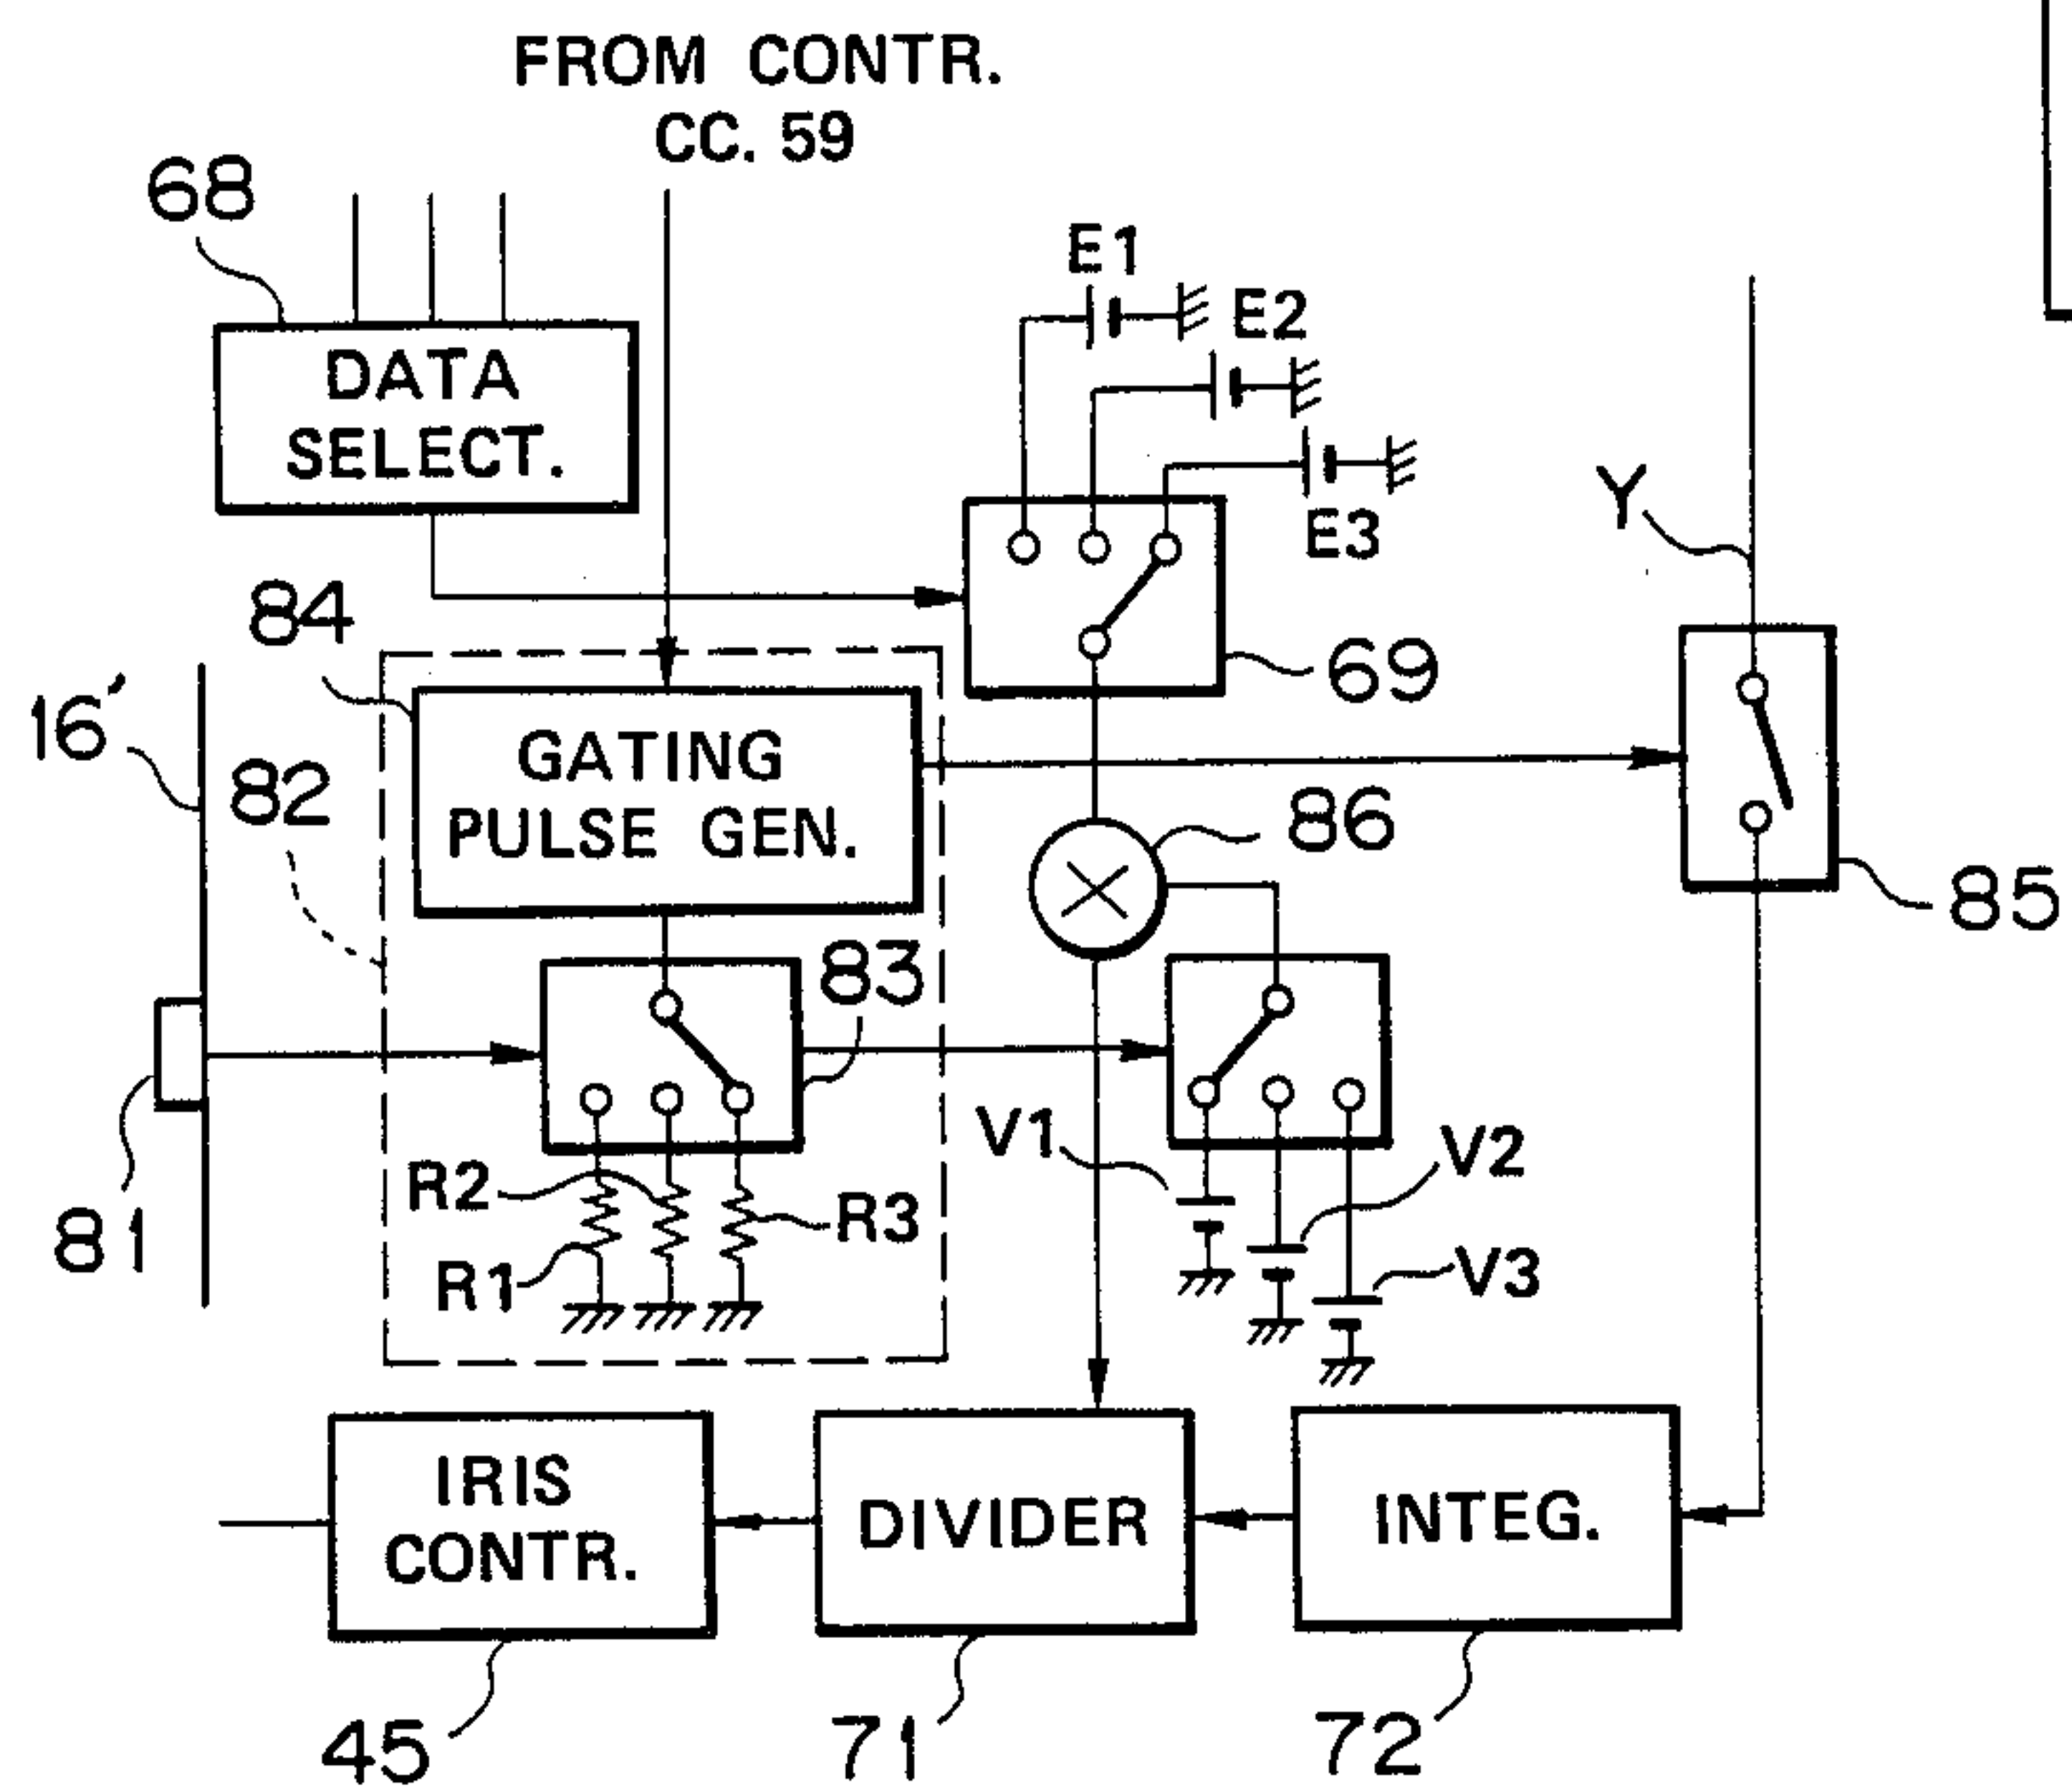 FROM CONTR.
CC. 59
68
E1
E2
DATA
SELECT.
Y
E3
84
69
16'
GATING
82
PULSE GEN.
86
85
83
V1
V2
R2
R3
81
R1
V3
IRIS
CONTR.
DIVIDER
INTEG.
45
71
72